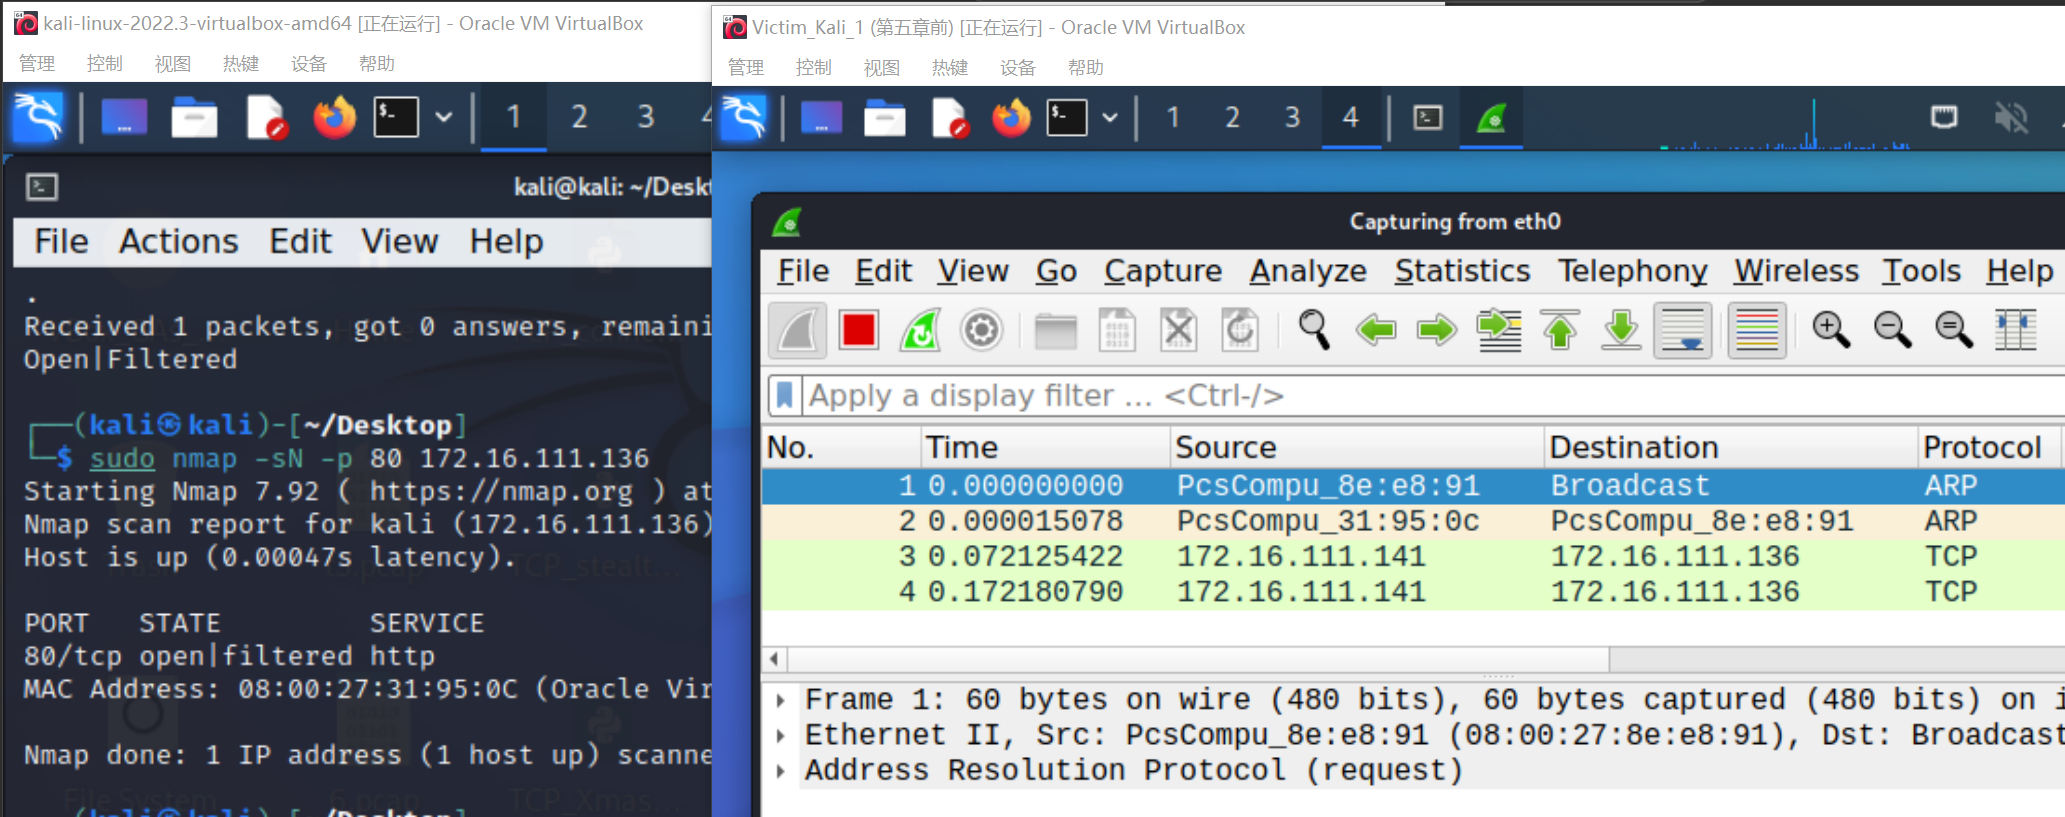 kali-linux-2022.3-virtualbox-amd64 [正在运行] - Oracle VM VirtualBox
管理 控制 视图 热键 设备 帮助
1 2 3 4
kali@kali: ~/Deskt
File Actions Edit View Help
.
Received 1 packets, got 0 answers, remaini
Open|Filtered
(kali㉿kali)-[~/Desktop]
$ sudo nmap -sN -p 80 172.16.111.136
Starting Nmap 7.92 ( https://nmap.org ) at
Nmap scan report for kali (172.16.111.136)
Host is up (0.00047s latency).
PORT STATE SERVICE
80/tcp open|filtered http
MAC Address: 08:00:27:31:95:0C (Oracle Vir
Nmap done: 1 IP address (1 host up) scanne
File System 6.pcap TCP_Xmas...
(kali㉿kali)-[~/Desktop]
Victim_Kali_1 (第五章前) [正在运行] - Oracle VM VirtualBox
管理 控制 视图 热键 设备 帮助
1 2 3 4
Capturing from eth0
File Edit View Go Capture Analyze Statistics Telephony Wireless Tools Help
Apply a display filter ... <Ctrl-/>
No. Time Source Destination Protocol
1 0.000000000 PcsCompu_8e:e8:91 Broadcast ARP
2 0.000015078 PcsCompu_31:95:0c PcsCompu_8e:e8:91 ARP
3 0.072125422 172.16.111.141 172.16.111.136 TCP
4 0.172180790 172.16.111.141 172.16.111.136 TCP
Frame 1: 60 bytes on wire (480 bits), 60 bytes captured (480 bits) on i
Ethernet II, Src: PcsCompu_8e:e8:91 (08:00:27:8e:e8:91), Dst: Broadcast
Address Resolution Protocol (request)